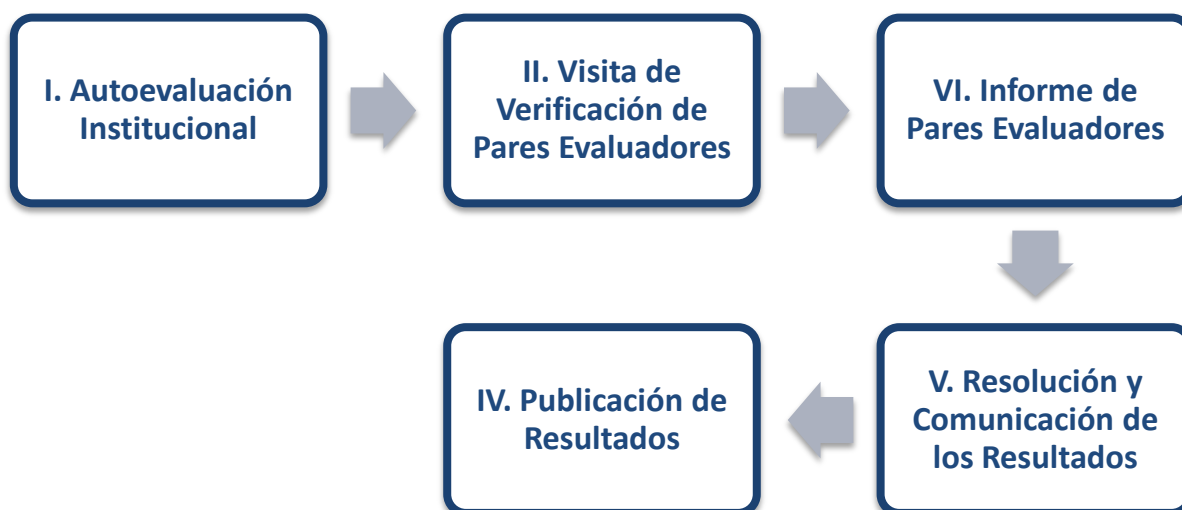 I. Autoevaluación
Institucional
II. Visita de
Verificación de
Pares Evaluadores
VI. Informe de
Pares Evaluadores
V. Resolución y
Comunicación de
los Resultados
IV. Publicación de
Resultados